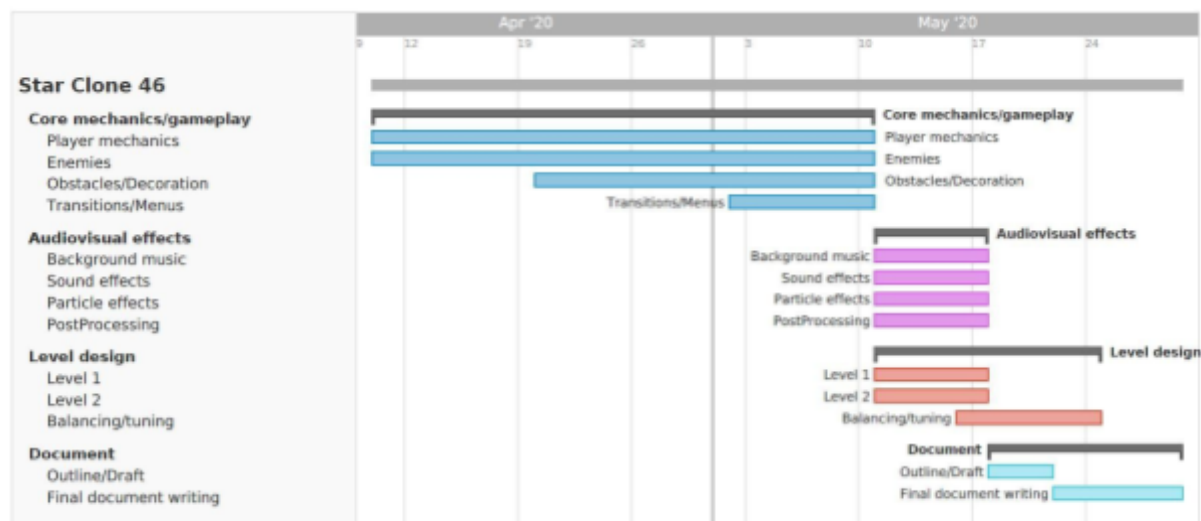 Apr '20 May '20
9 12 19 26 3 10 17 24
Star Clone 46
Core mechanics/gameplay Core mechanics/gameplay
Player mechanics Player mechanics
Enemies Enemies
Obstacles/Decoration Obstacles/Decoration
Transitions/Menus Transitions/Menus
Audiovisual effects Audiovisual effects
Background music Background music
Sound effects Sound effects
Particle effects Particle effects
PostProcessing PostProcessing
Level design Level design
Level 1 Level 1
Level 2 Level 2
Balancing/tuning Balancing/tuning
Document Document
Outline/Draft Outline/Draft
Final document writing Final document writing